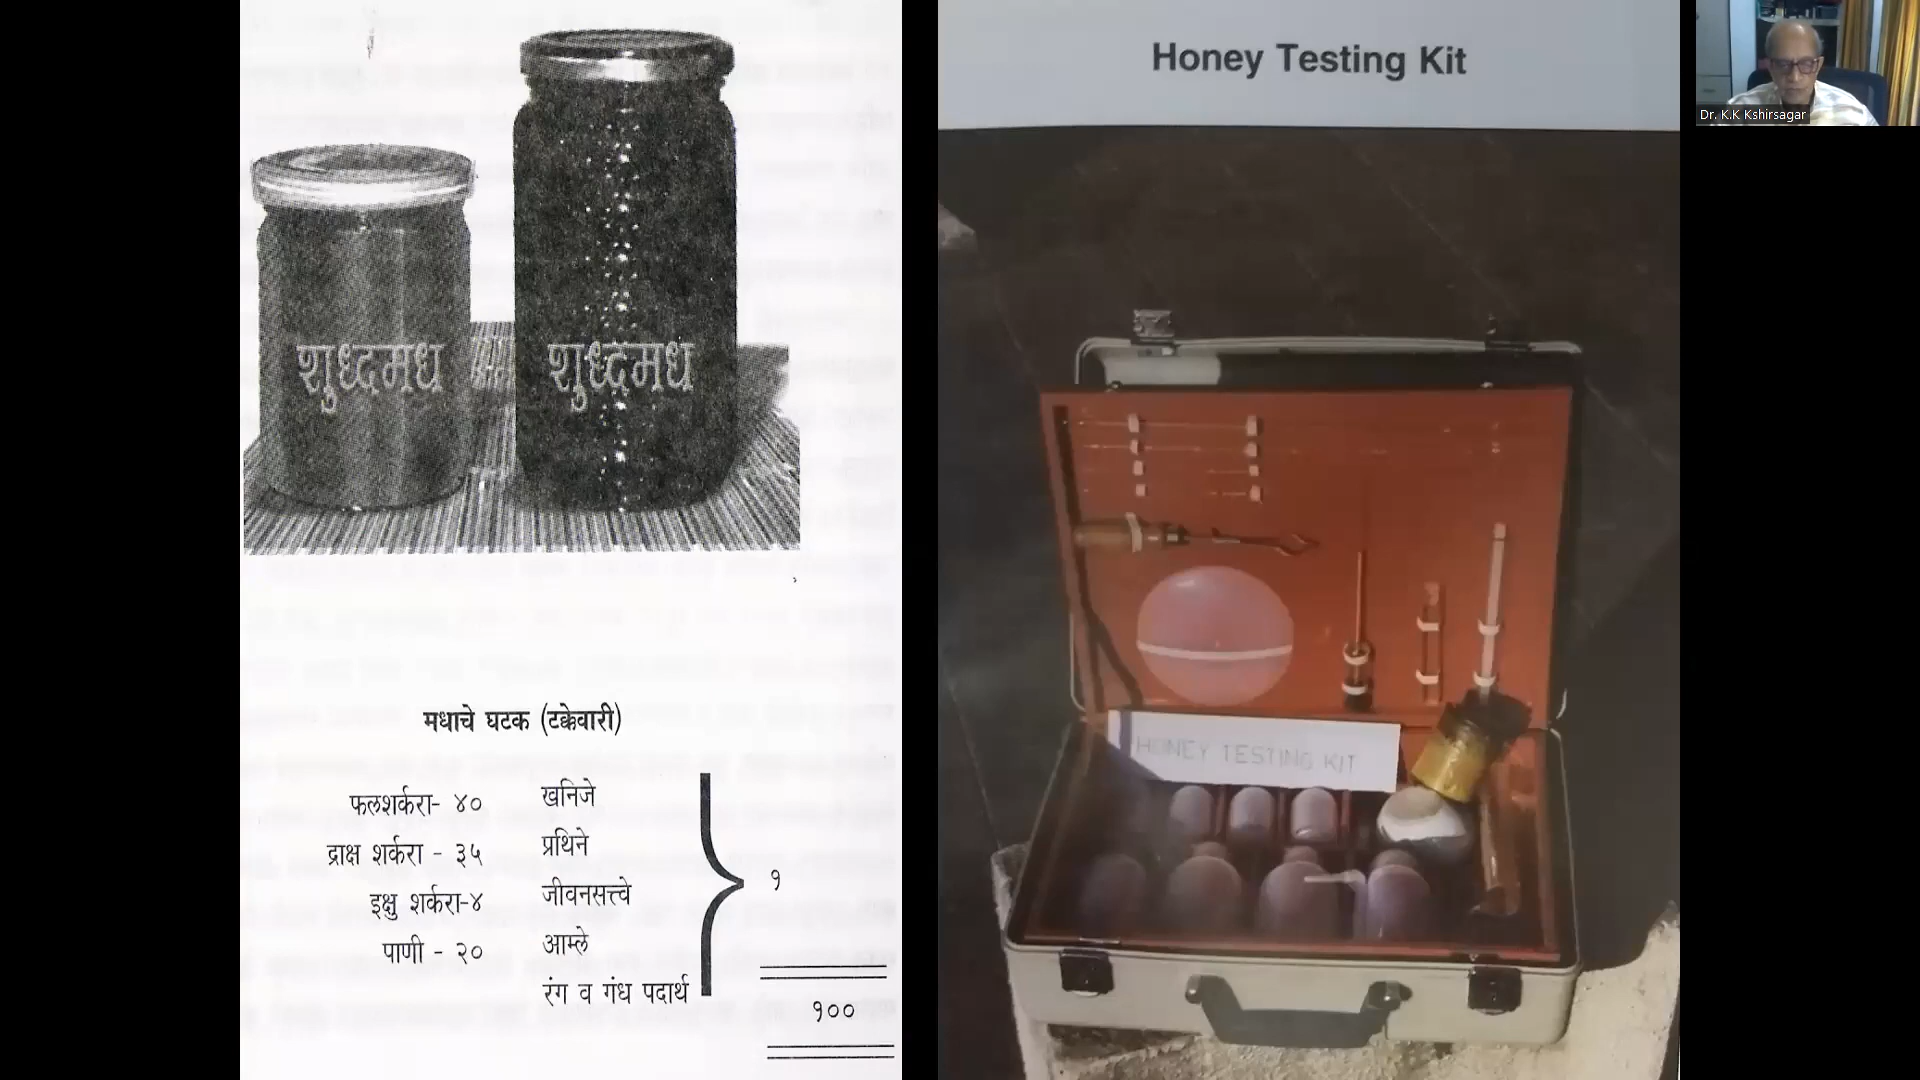 शुध्दमध
शुध्दमध
मधाचे घटक (टक्केवारी)
फलशर्करा- ४०
द्राक्ष शर्करा - ३५
इक्षु शर्करा-४
पाणी - २०
खनिजे
प्रथिने
जीवनसत्त्वे
आम्ले
रंग व गंध पदार्थ
१
१००
Honey Testing Kit
HONEY TESTING KIT
Dr. K.K Kshirsagar